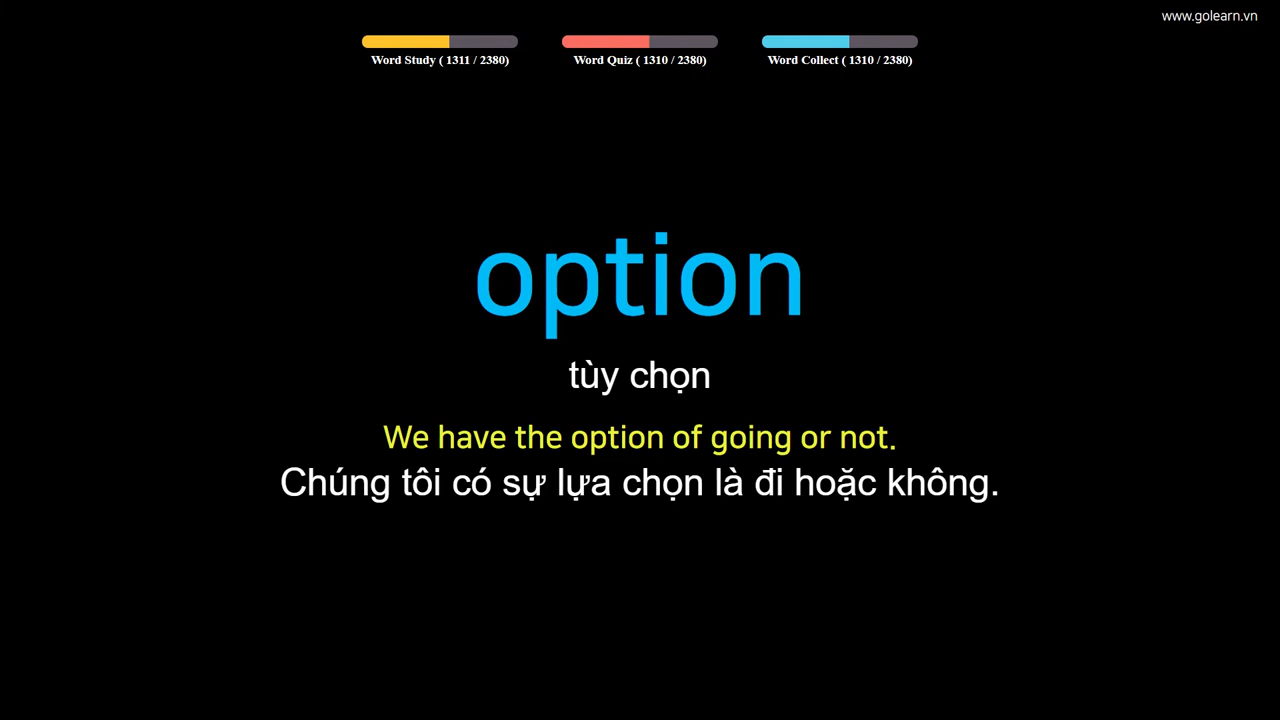 www.golearn.vn
Word Study ( 1311 / 2380)
Word Quiz ( 1310 / 2380)
Word Collect ( 1310 / 2380)
option
tùy chọn
We have the option of going or not.
Chúng tôi có sự lựa chọn là đi hoặc không.